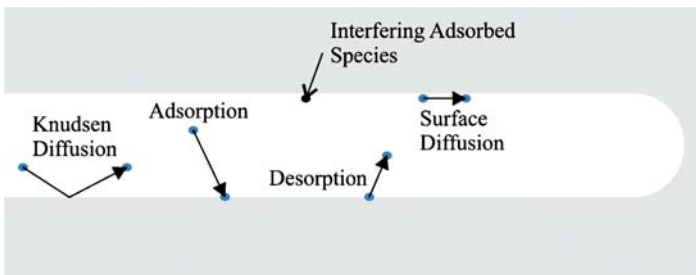 Interfering Adsorbed
Species
Knudsen
Diffusion
Adsorption
Surface
Diffusion
Desorption